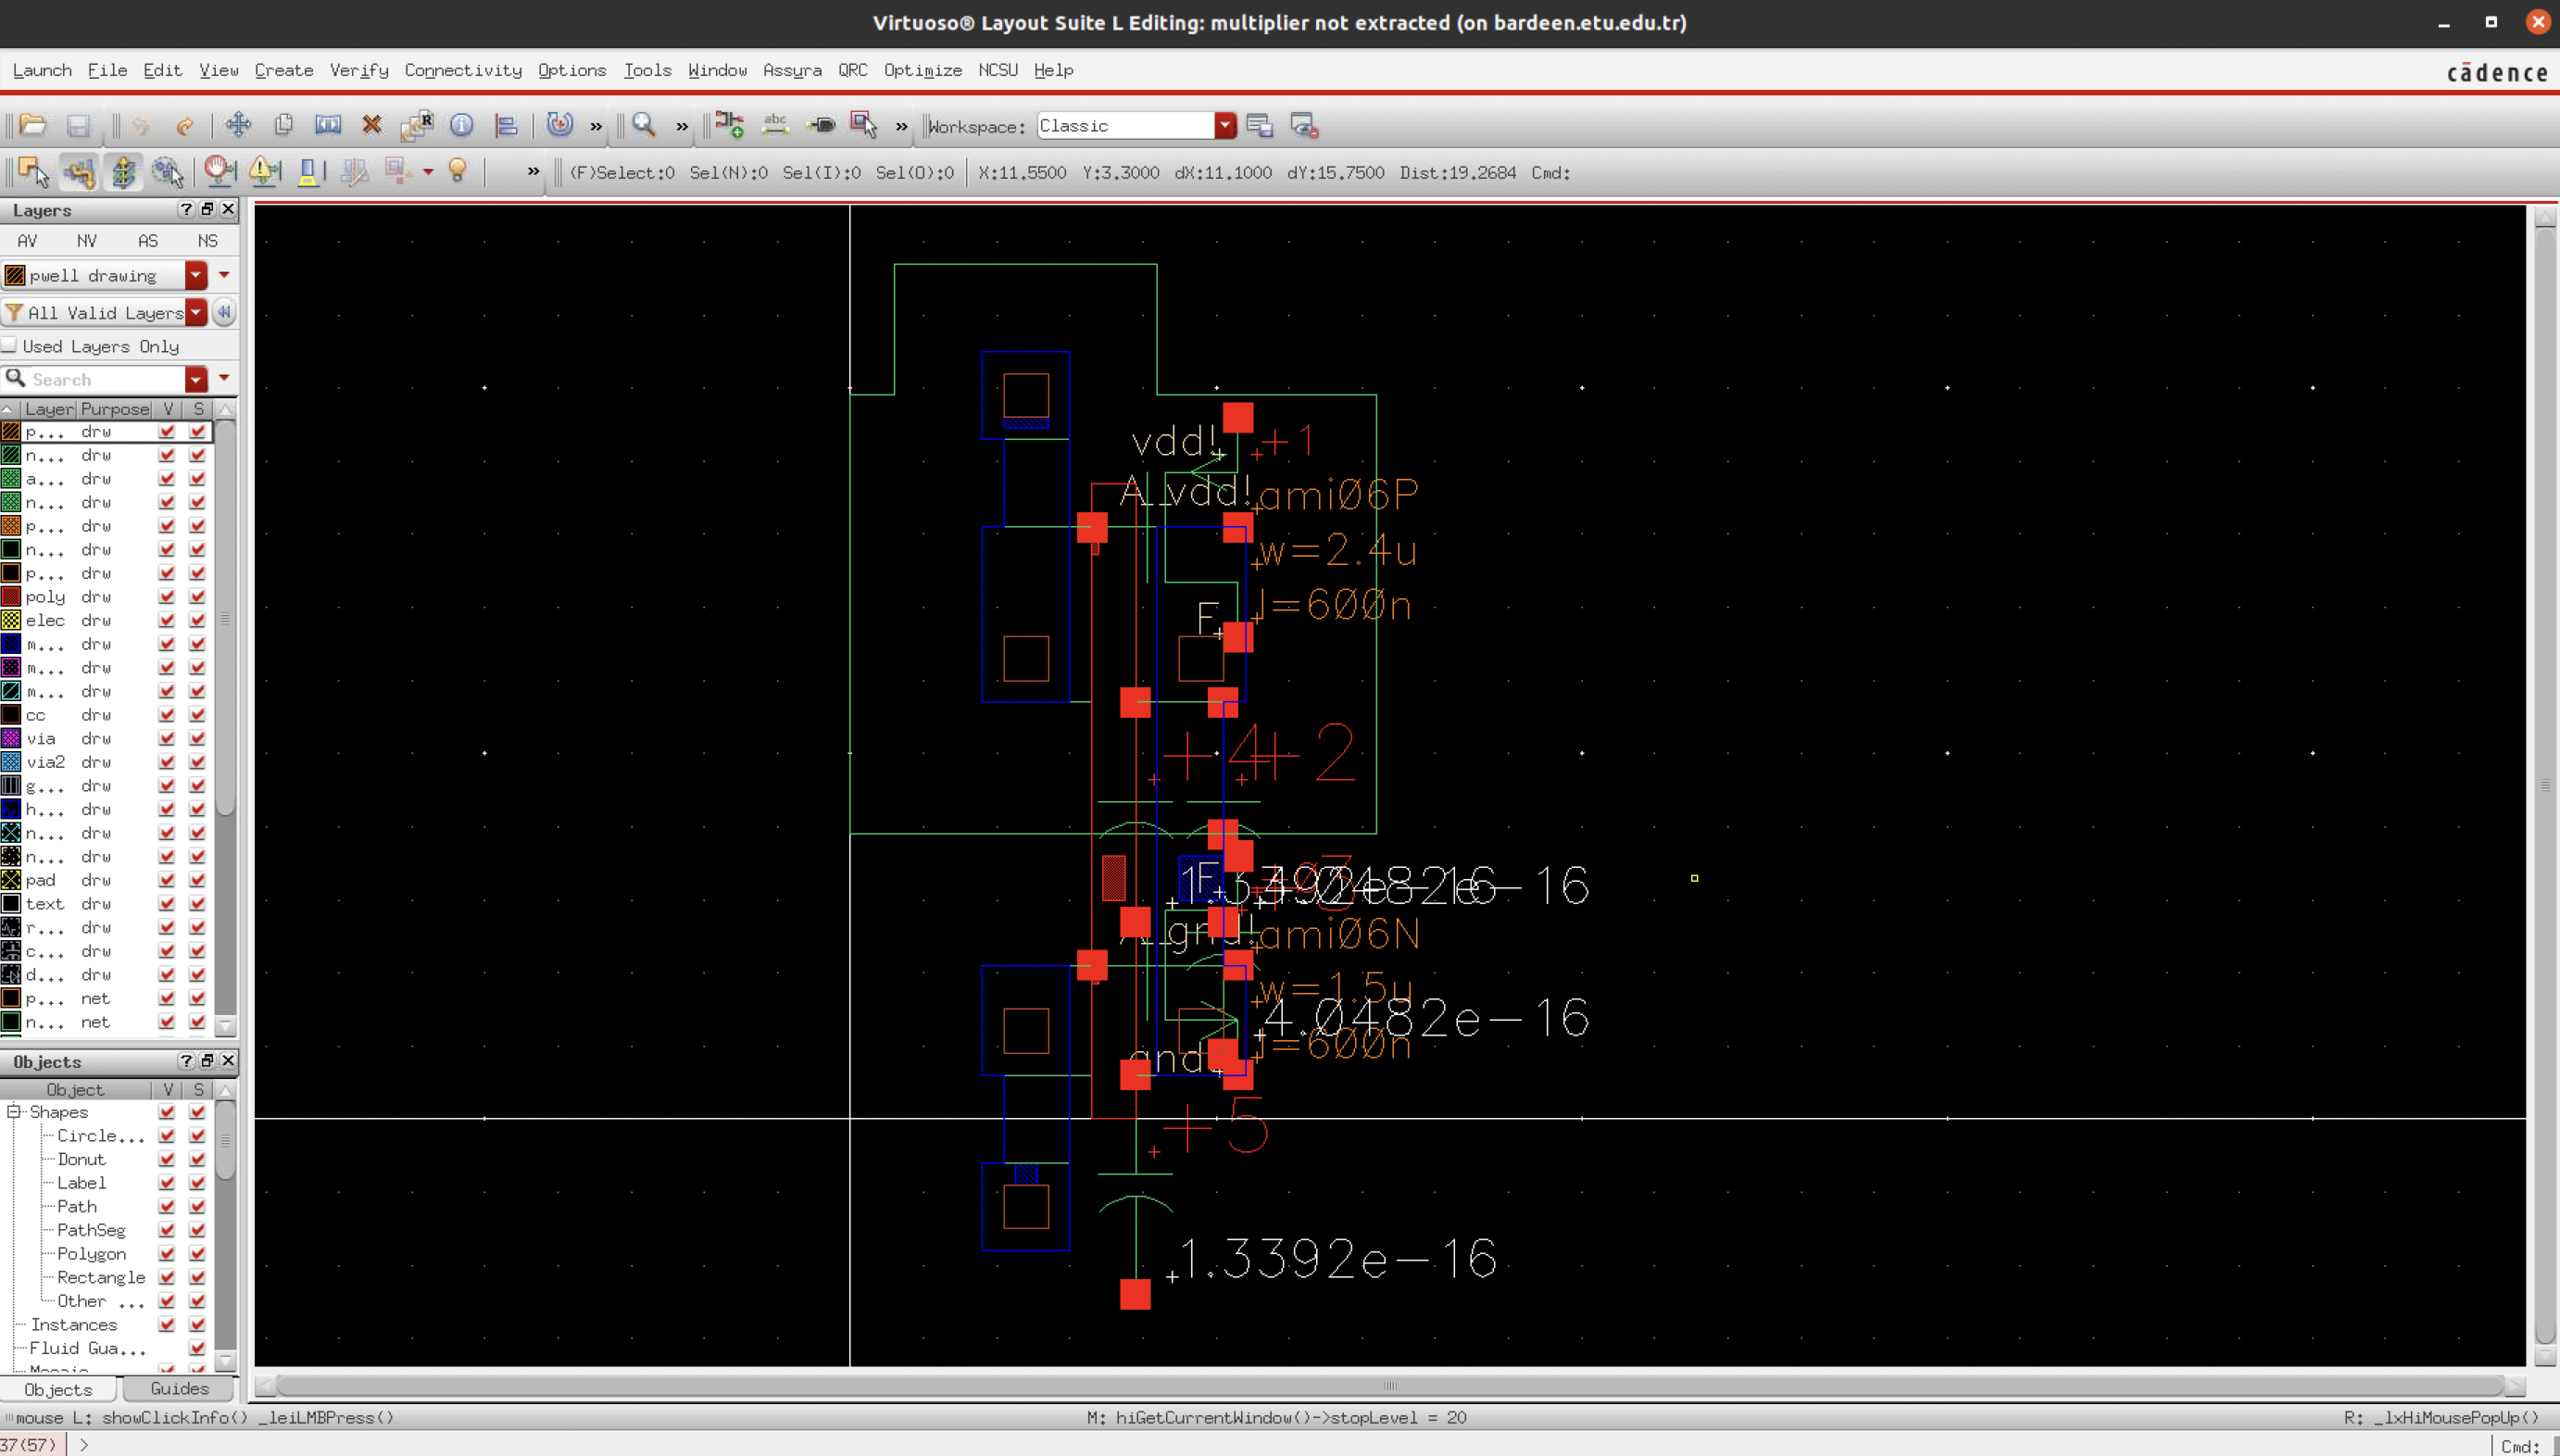 Virtuoso® Layout Suite L Editing: multiplier not extracted (on bardeen.etu.edu.tr)
Launch File Edit View Create Verify Connectivity Options Tools Window Assura QRC Optimize NCSU Help
cādence
Workspace: Classic
(F)Select:0 Sel(N):0 Sel(I):0 Sel(O):0 X:11.5500 Y:3.3000 dX:11.1000 dY:15.7500 Dist:19.2684 Cmd:
Layers
AV NV AS NS
pwell drawing
All Valid Layers
Used Layers Only
Search
Layer Purpose V S
p... drw
n... drw
a... drw
n... drw
p... drw
n... drw
p... drw
poly drw
elec drw
m... drw
m... drw
m... drw
cc drw
via drw
via2 drw
g... drw
h... drw
n... drw
n... drw
pad drw
text drw
r... drw
c... drw
d... drw
p... net
n... net
Objects
Object V S
Shapes
Circle...
Donut
Label
Path
PathSeg
Polygon
Rectangle
Other ...
Instances
Fluid Gua...
Mosaic
Objects Guides
vdd!
+1
A
vdd!
ami06P
w=2.4u
l=600n
F
+4
+2
F
gnd!
ami06N
w=1.5u
4.0482e-16
l=600n
gnd!
+5
1.3392e-16
mouse L: showClickInfo() _leiLMBPress()
M: hiGetCurrentWindow()->stopLevel = 20
R: _lxHiMousePopUp()
37(57) >
Cmd: